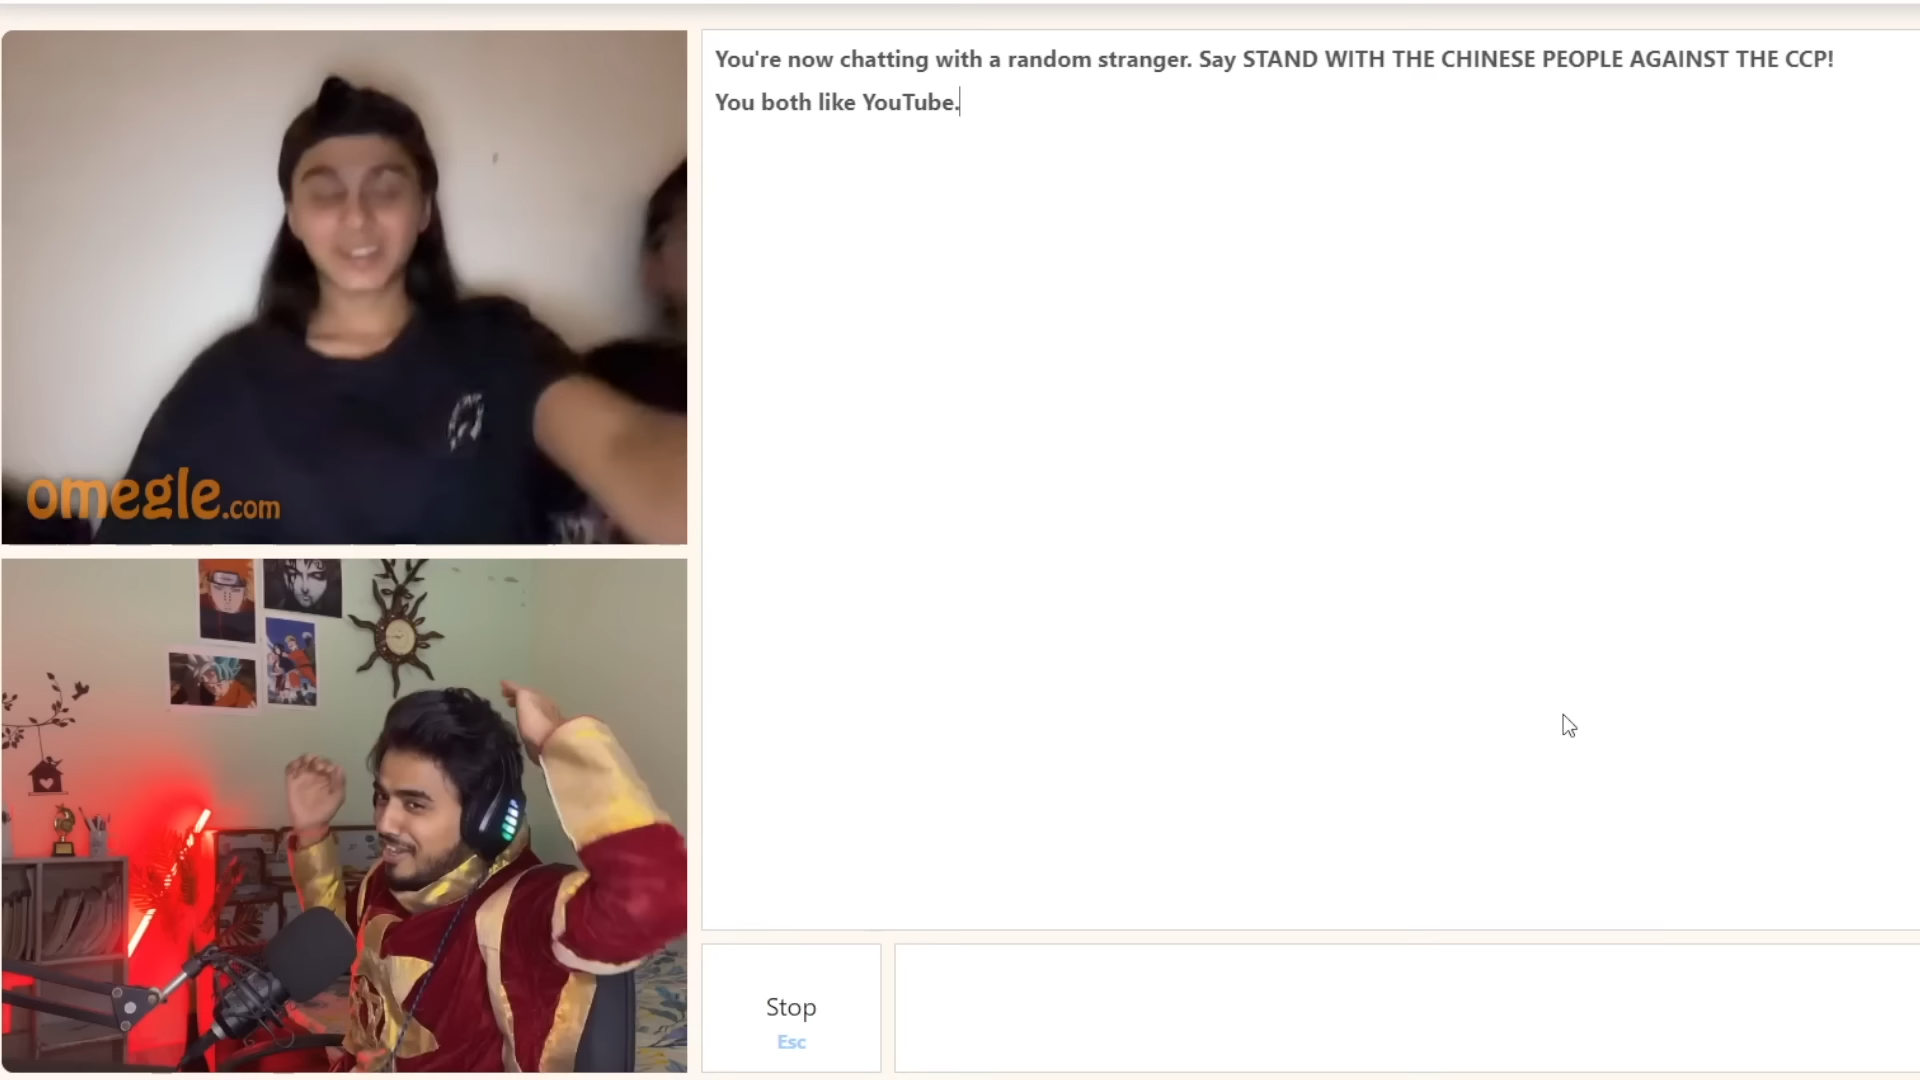 You're now chatting with a random stranger. Say STAND WITH THE CHINESE PEOPLE AGAINST THE CCP!
You both like YouTube.
omegle.com
Stop
Esc